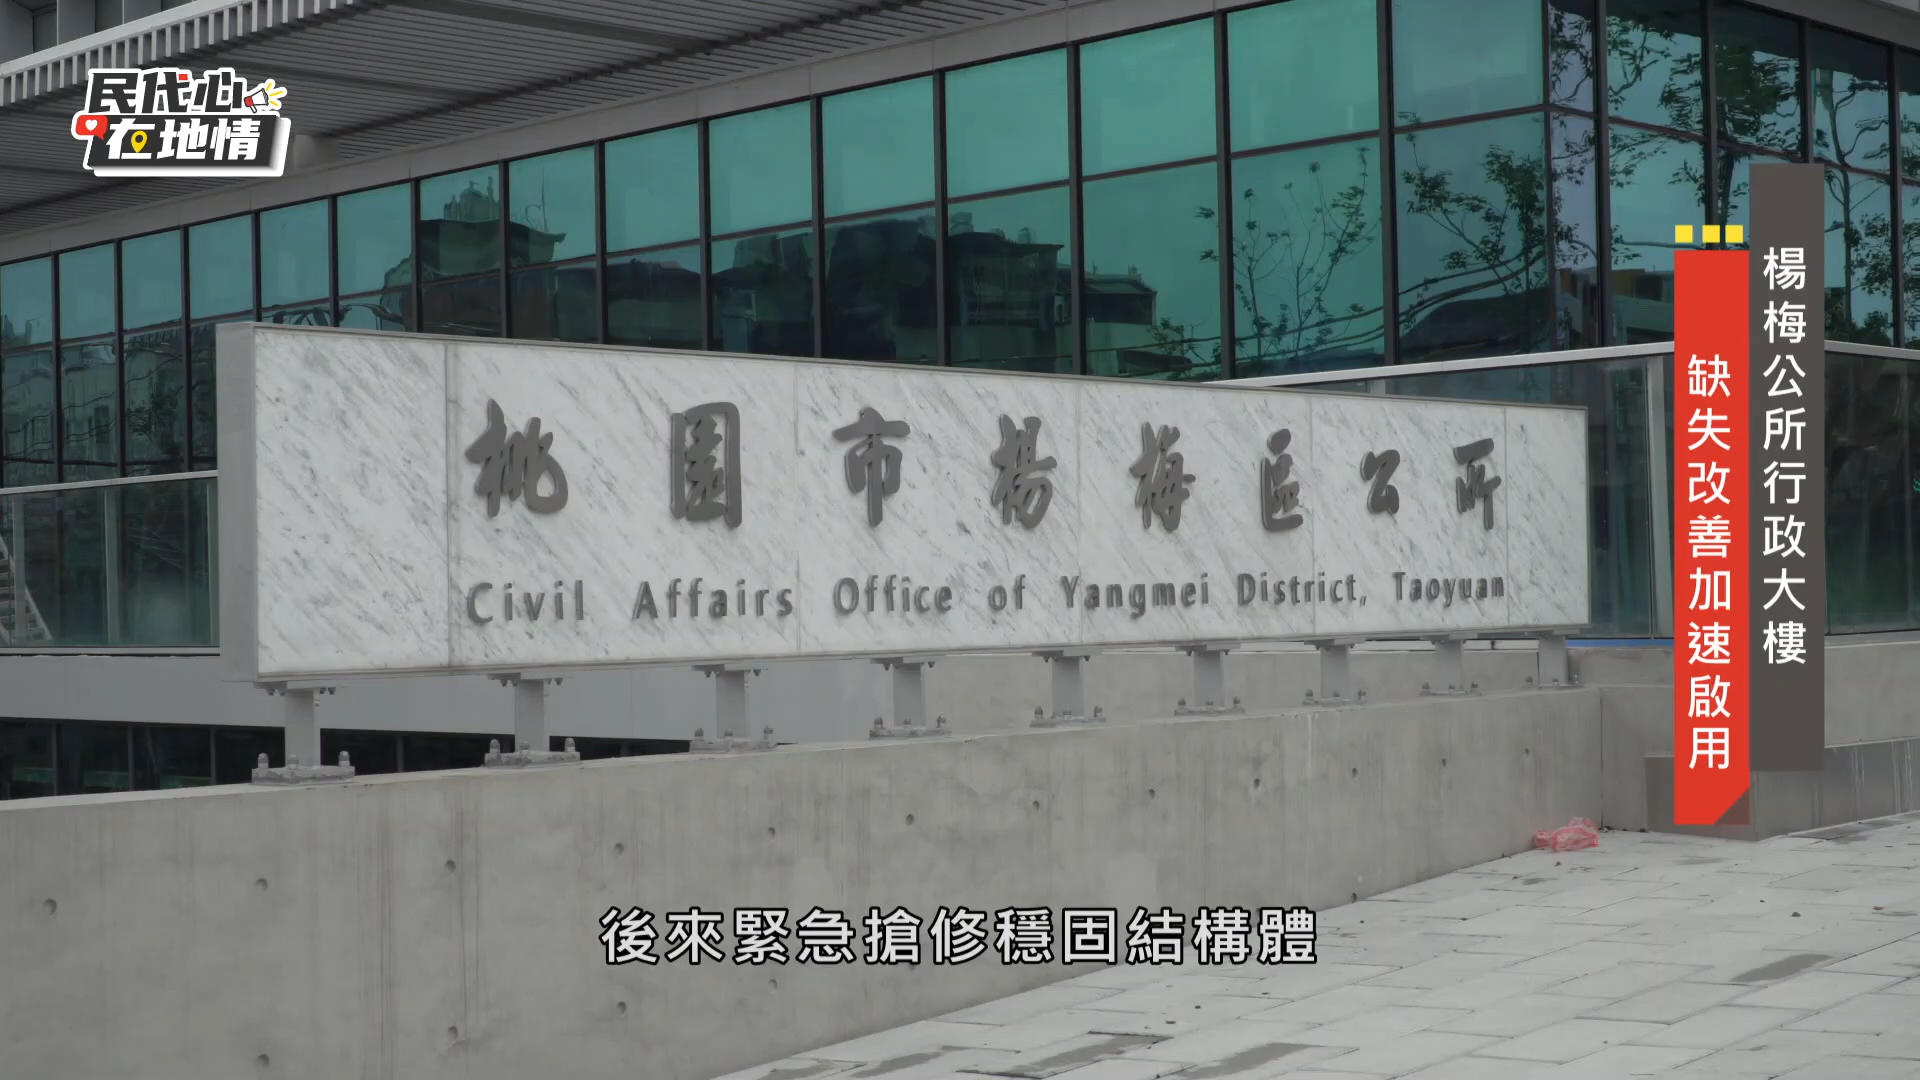 民代心
在地情
楊梅公所行政大樓
缺失改善加速啟用
桃園市楊梅區公所
Civil Affairs Office of Yangmei District, Taoyuan
後來緊急搶修穩固結構體